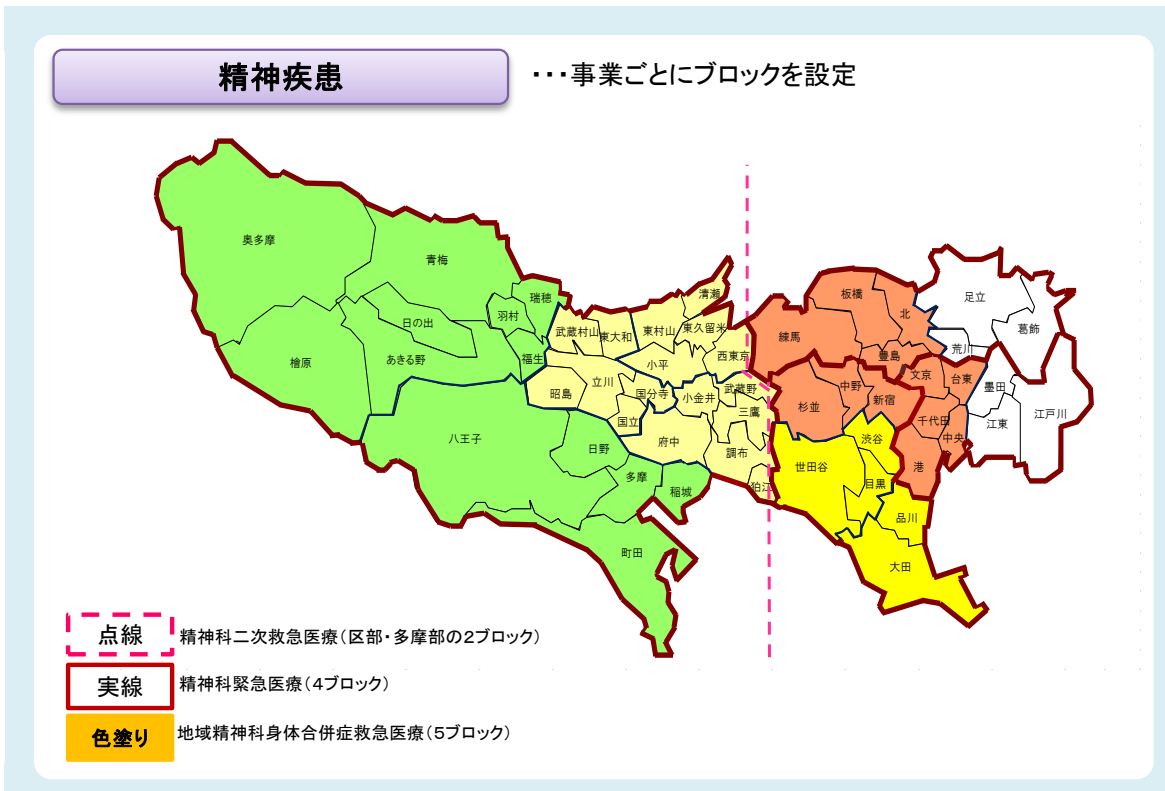 精神疾患
・・・事業ごとにブロックを設定
奥多摩
青梅
瑞穂
羽村
日の出
あきる野
福生
檜原
八王子
日野
多摩
稲城
町田
武蔵村山
東大和
東村山
清瀬
東久留米
西東京
小平
昭島
立川
国分寺
国立
小金井
武蔵野
三鷹
府中
調布
狛江
練馬
板橋
北
豊島
杉並
中野
新宿
文京
台東
千代田
中央
港
足立
葛飾
荒川
墨田
江東
江戸川
世田谷
渋谷
目黒
品川
大田
点線
精神科二次救急医療(区部・多摩部の2ブロック)
実線
精神科緊急医療(4ブロック)
色塗り
地域精神科身体合併症救急医療(5ブロック)